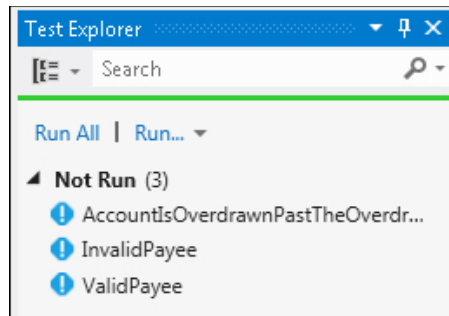 Test Explorer
Search
Run All | Run...
Not Run (3)
AccountIsOverdrawnPastTheOverdr...
InvalidPayee
ValidPayee